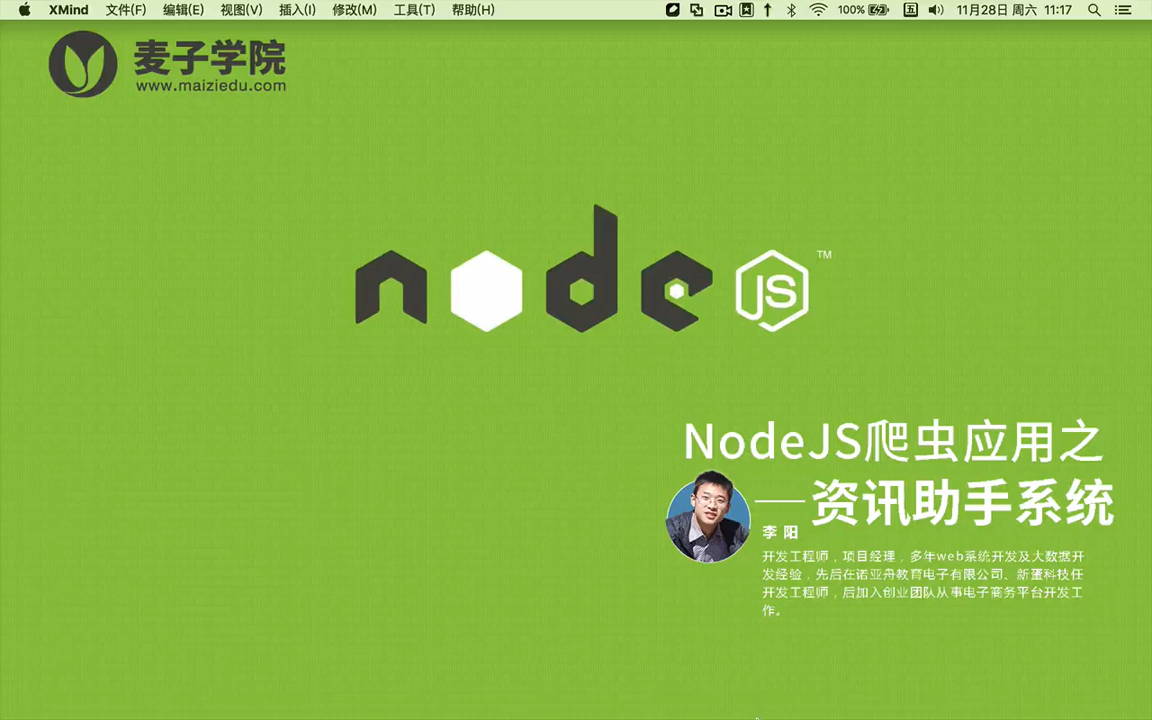 XMind 文件(F) 编辑(E) 视图(V) 插入(I) 修改(M) 工具(T) 帮助(H) 100% 五 11月28日 周六 11:17
麦子学院
www.maiziedu.com
node JS ™
NodeJS爬虫应用之
——资讯助手系统
李 阳
开发工程师，项目经理，多年web系统开发及大数据开
发经验，先后在诺亚舟教育电子有限公司、新蛋科技任
开发工程师，后加入创业团队从事电子商务平台开发工
作。